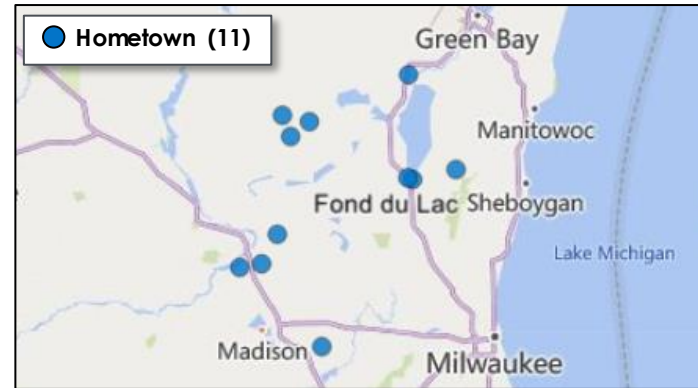 Hometown (11)
Green Bay
Manitowoc
Fond du Lac
Sheboygan
Lake Michigan
Madison
Milwaukee